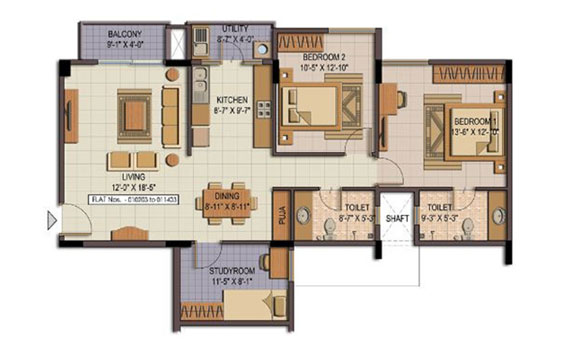 BALCONY
9'-1" X 4'-0"
UTILITY
8'-2" X 4'-0"
BEDROOM 2
10'-5" X 12'-10"
KITCHEN
8'-7" X 9'-7"
BEDROOM 1
13'-6" X 12'-10"
LIVING
12'-0" X 18'-5"
FLAT Nos. - 010203 to 011403
DINING
8'-11" X 8'-11"
PUJA
TOILET
8'-7" X 5'-3"
SHAFT
TOILET
9'-3" X 5'-3"
STUDYROOM
11'-5" X 8'-1"